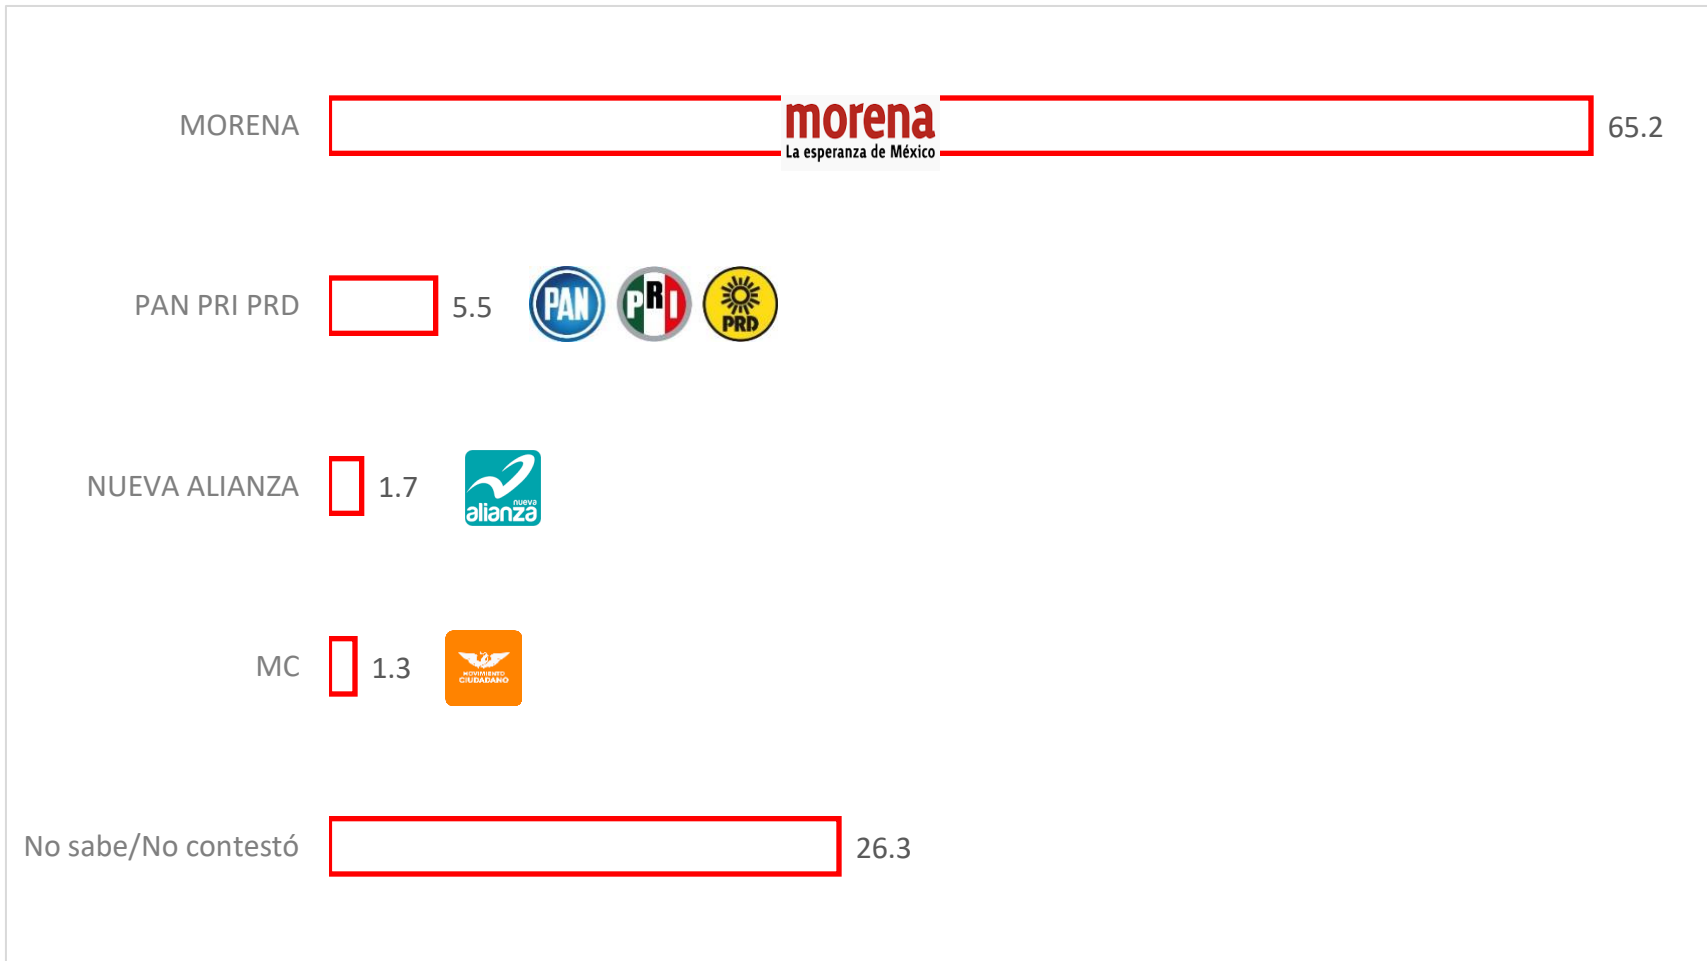 MORENA
morena
La esperanza de México
65.2
PAN PRI PRD
5.5
PAN
PRI
PRD
NUEVA ALIANZA
1.7
nueva
alianza
MC
1.3
MOVIMIENTO
CIUDADANO
No sabe/No contestó
26.3